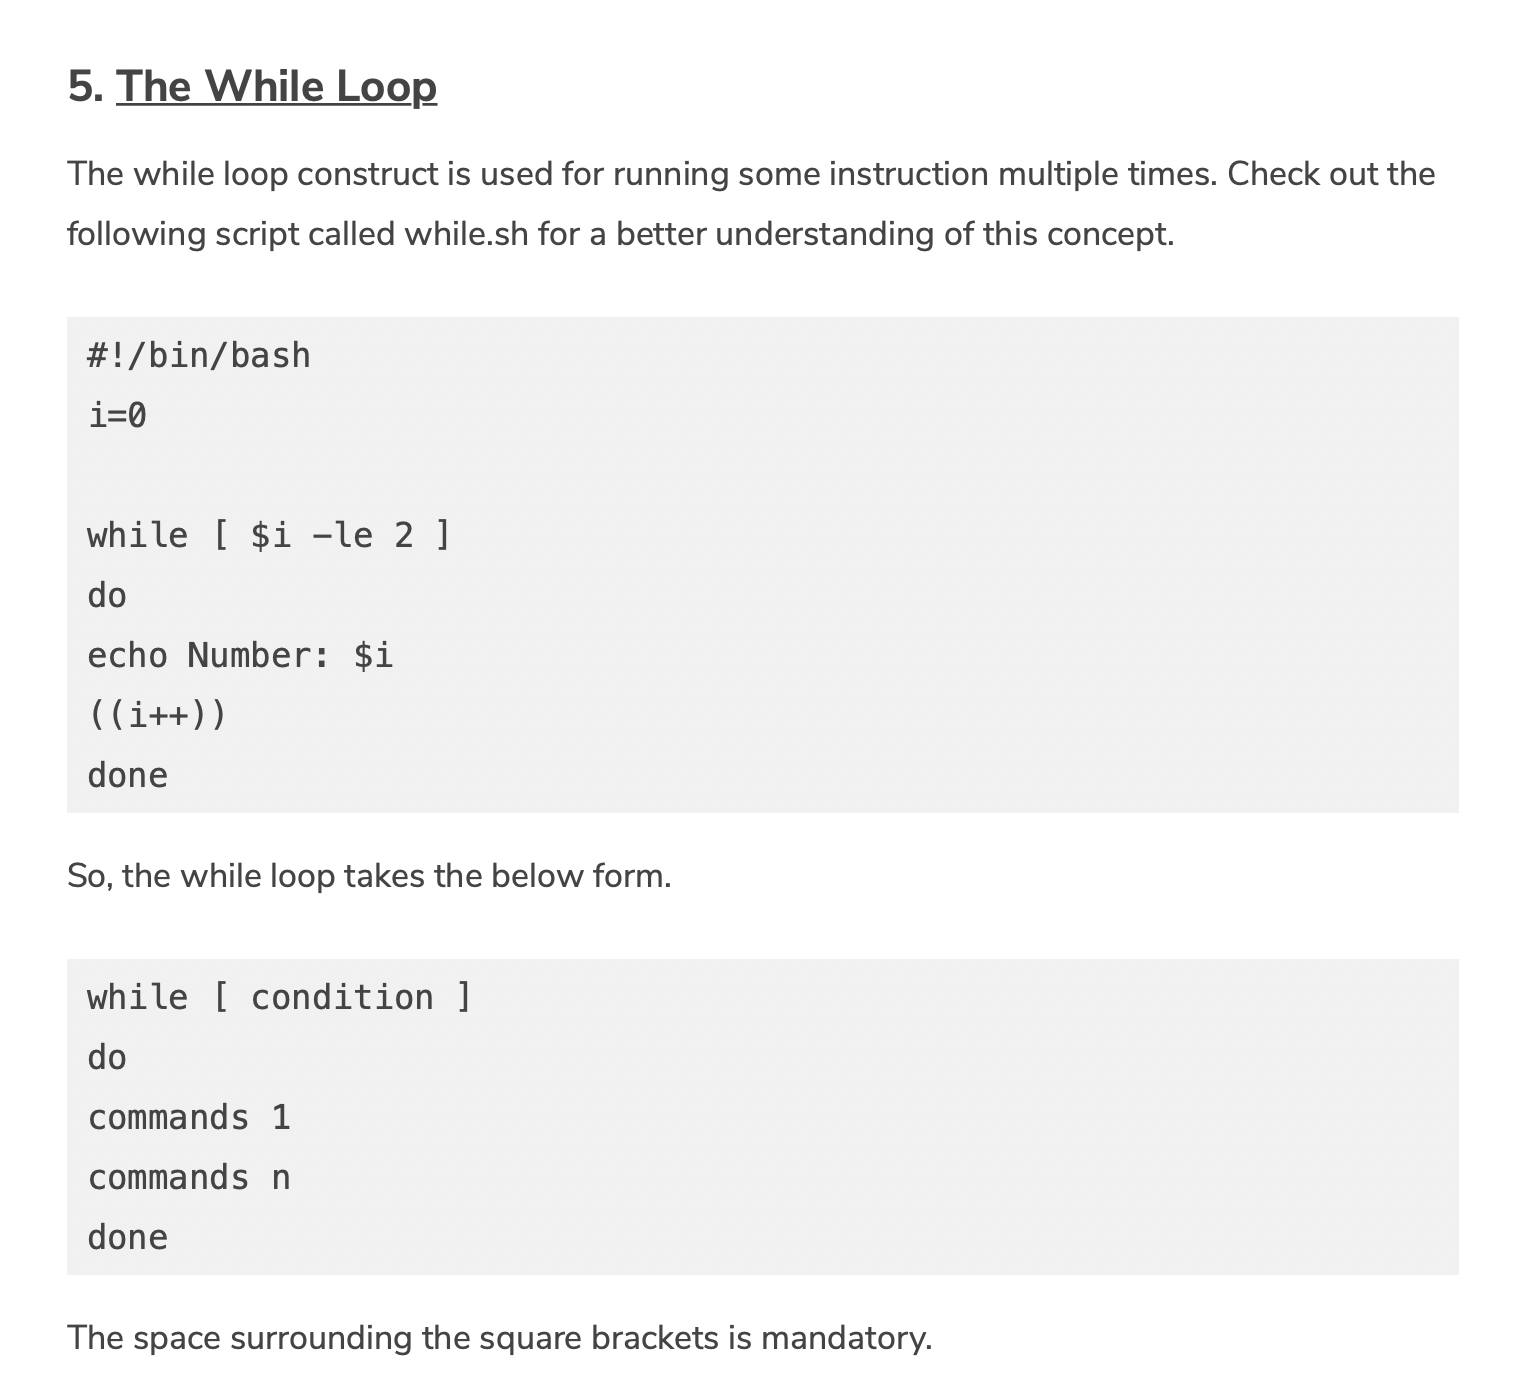 5. The While Loop
The while loop construct is used for running some instruction multiple times. Check out the
following script called while.sh for a better understanding of this concept.
#!/bin/bash
i=0
while [ $i -le 2 ]
do
echo Number: $i
((i++))
done
So, the while loop takes the below form.
while [ condition ]
do
commands 1
commands n
done
The space surrounding the square brackets is mandatory.